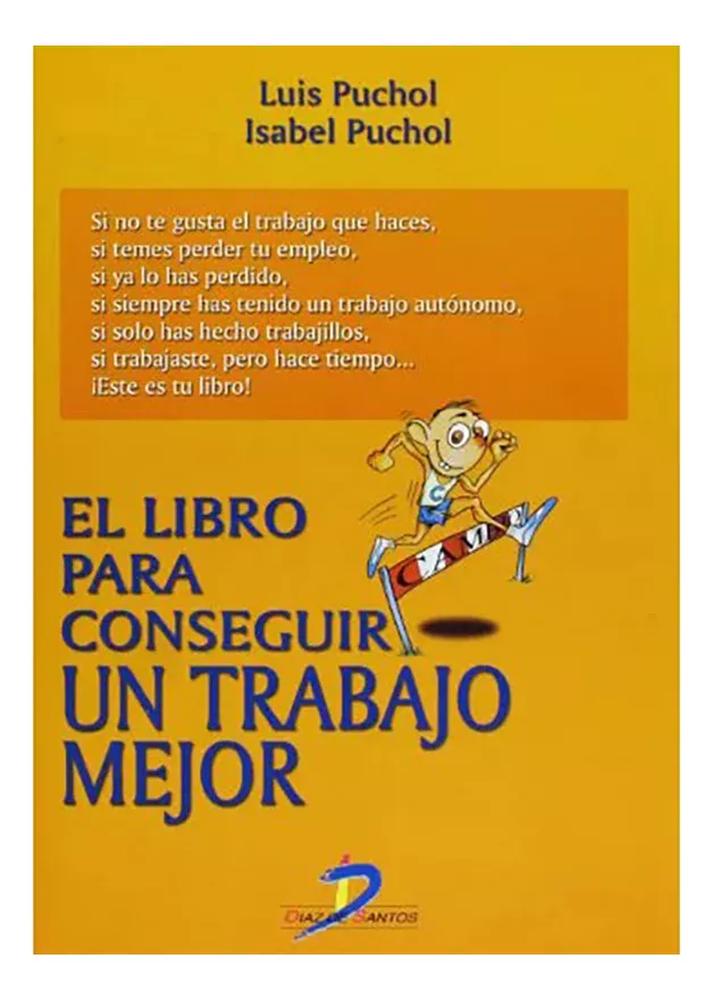 Luis Puchol
Isabel Puchol
Si no te gusta el trabajo que haces,
si temes perder tu empleo,
si ya lo has perdido,
si siempre has tenido un trabajo autónomo,
si solo has hecho trabajillos,
si trabajaste, pero hace tiempo...
¡Este es tu libro!
C
CAMAR
EL LIBRO
PARA
CONSEGUIR
UN TRABAJO
MEJOR
DIAZ DE SANTOS